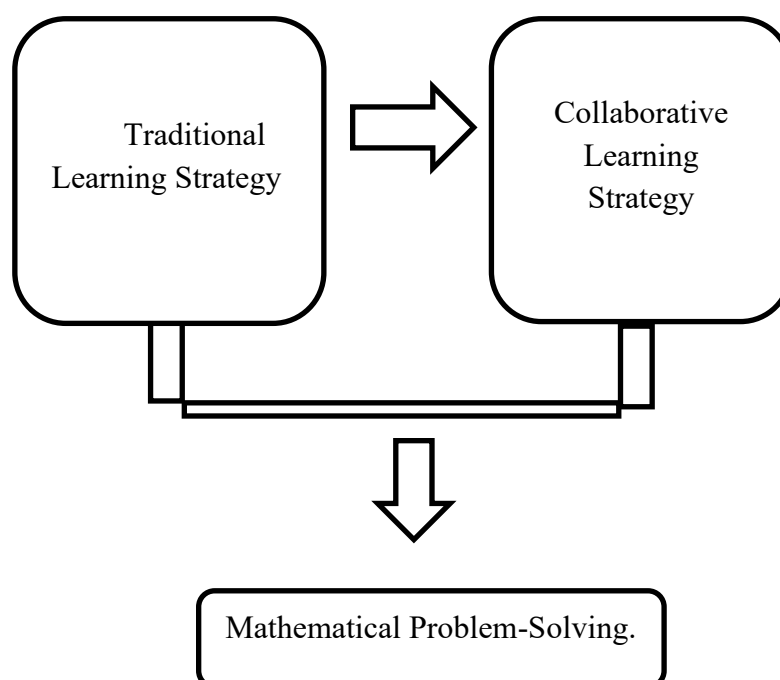 Traditional
Learning Strategy
Collaborative
Learning
Strategy
Mathematical Problem-Solving.